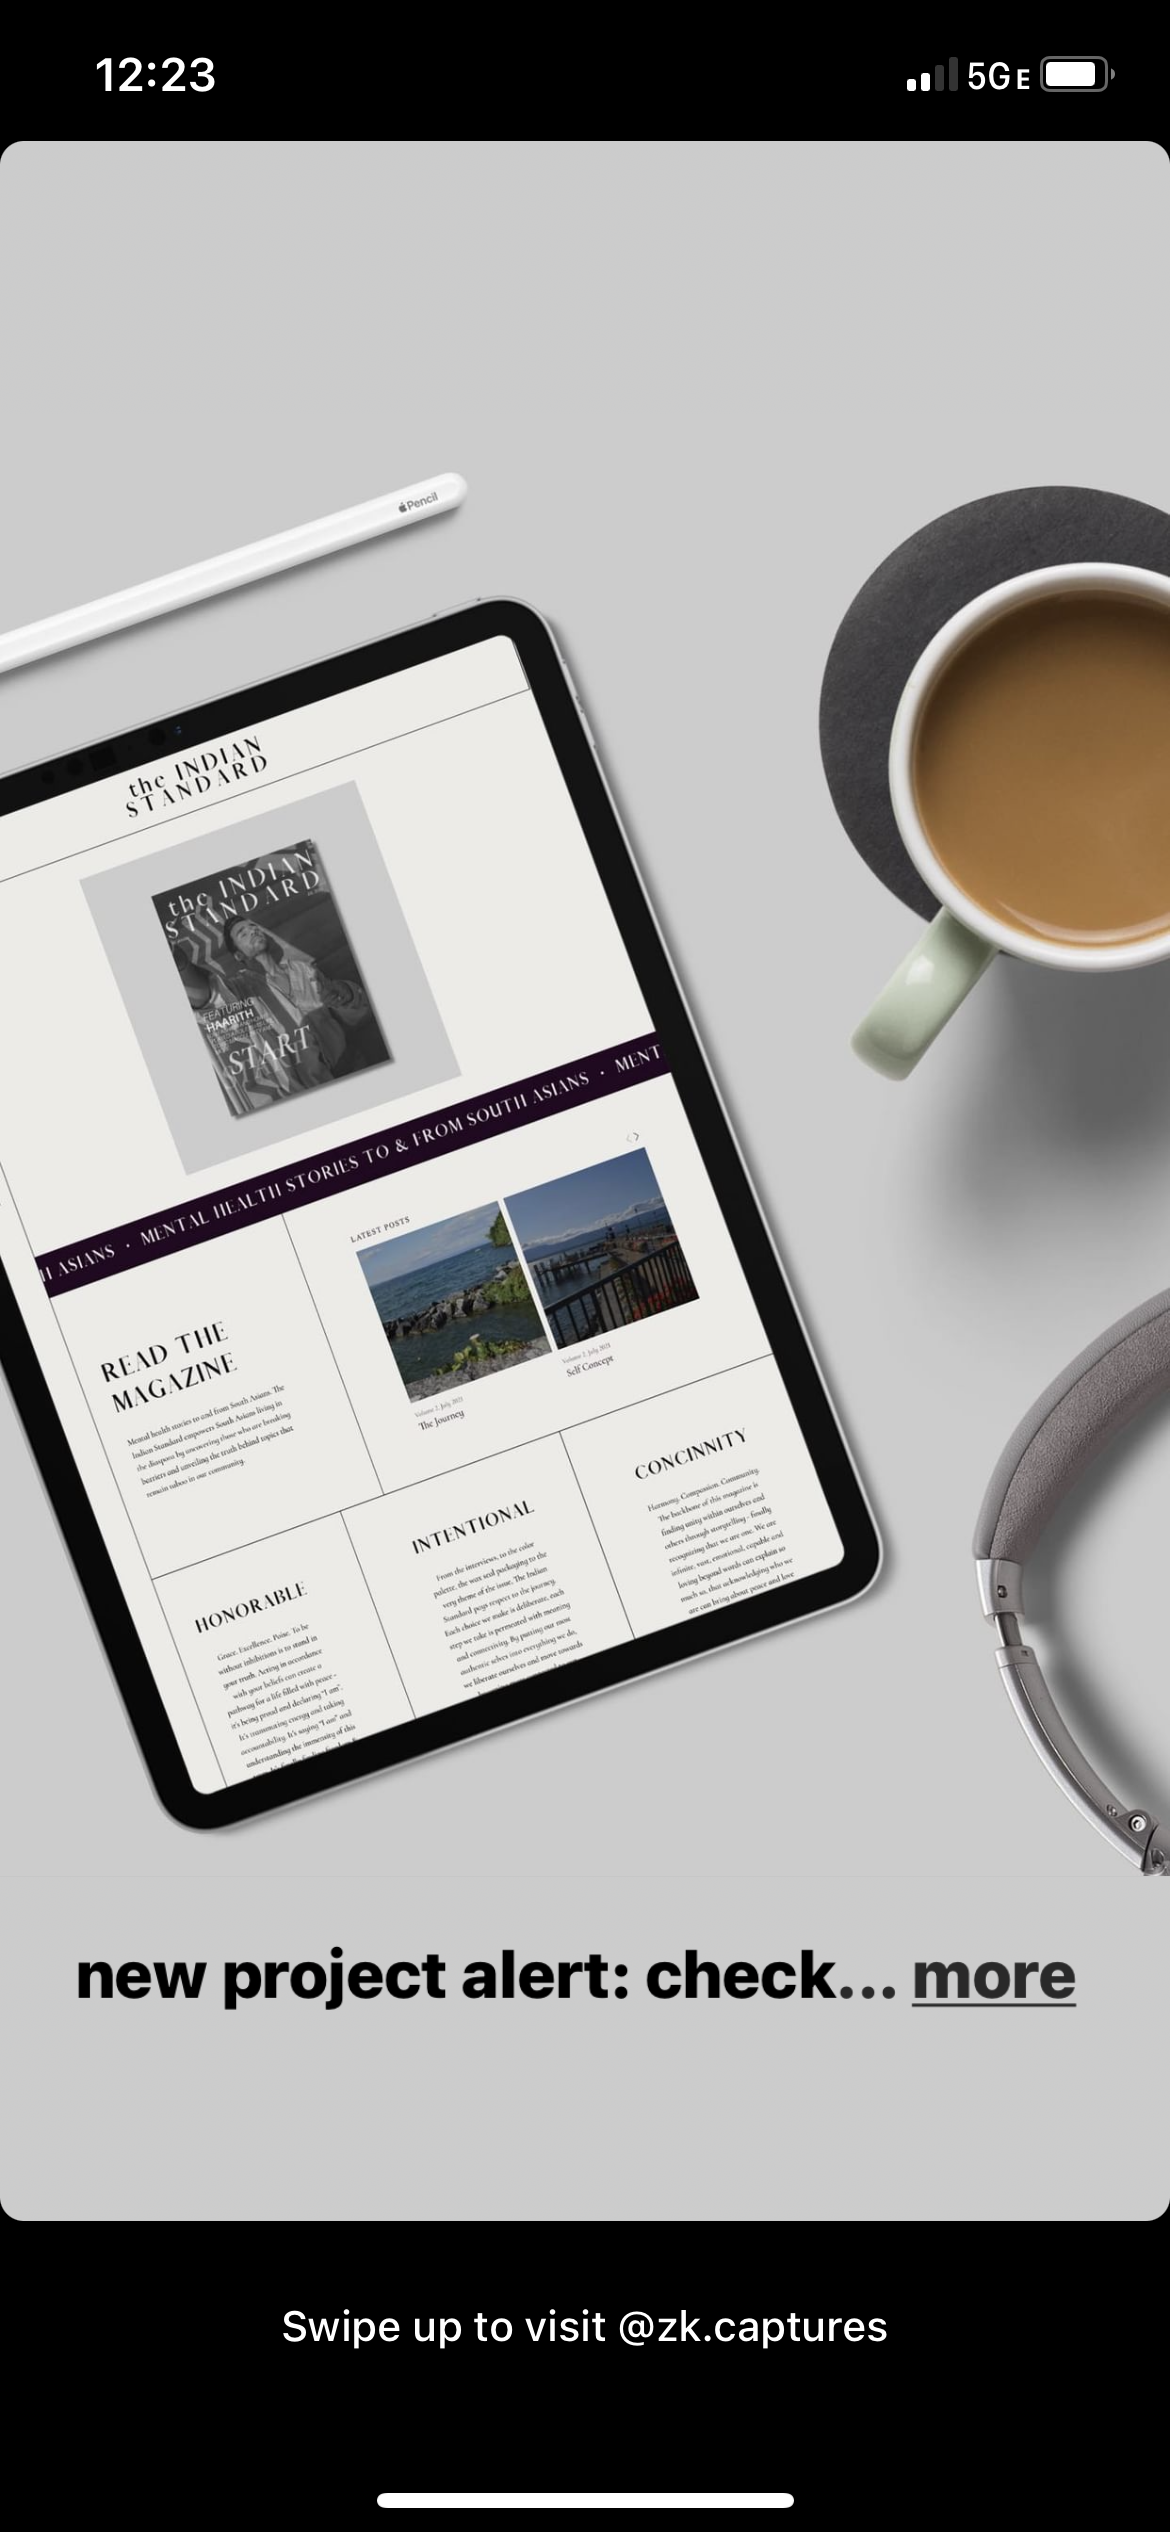 12:23
5GE
Pencil
the INDIAN
STANDARD
the INDIAN
STANDARD
FEATURING
HAARITH
START
H ASIANS · MENTAL HEALTH STORIES TO & FROM SOUTH ASIANS · MENT
LATEST POSTS
Volume 2, July 2021
The Journey
Volume 2, July 2021
Self Concept
READ THE
MAGAZINE
Mental health stories to and from South Asians. The
Indian Standard empowers South Asians living in
the diaspora by uncovering those who are breaking
barriers and unveiling the truth behind topics that
remain taboo in our community.
HONORABLE
Grace. Excellence. Poise. To be
without inhibitions is to stand in
your truth. Acting in accordance
with your beliefs can create a
pathway for a life filled with peace -
it's being proud and declaring "I am".
It's transmuting energy and taking
accountability. It's saying "I am" and
understanding the immensity of this
INTENTIONAL
From the interviews, to the color
palette, the wax seal packaging to the
very theme of the issue, The Indian
Standard pays respect to the journey.
Each choice we make is deliberate, each
step we take is permeated with meaning
and connectivity. By putting our most
authentic selves into everything we do,
we liberate ourselves and move towards
CONCINNITY
Harmony. Compassion. Community.
The backbone of this magazine is
finding unity within ourselves and
others through storytelling - finally
recognizing that we are one. We are
infinite, vast, emotional, capable and
loving beyond words can explain so
much so, that acknowledging who we
are can bring about peace and love
new project alert: check... more
Swipe up to visit @zk.captures